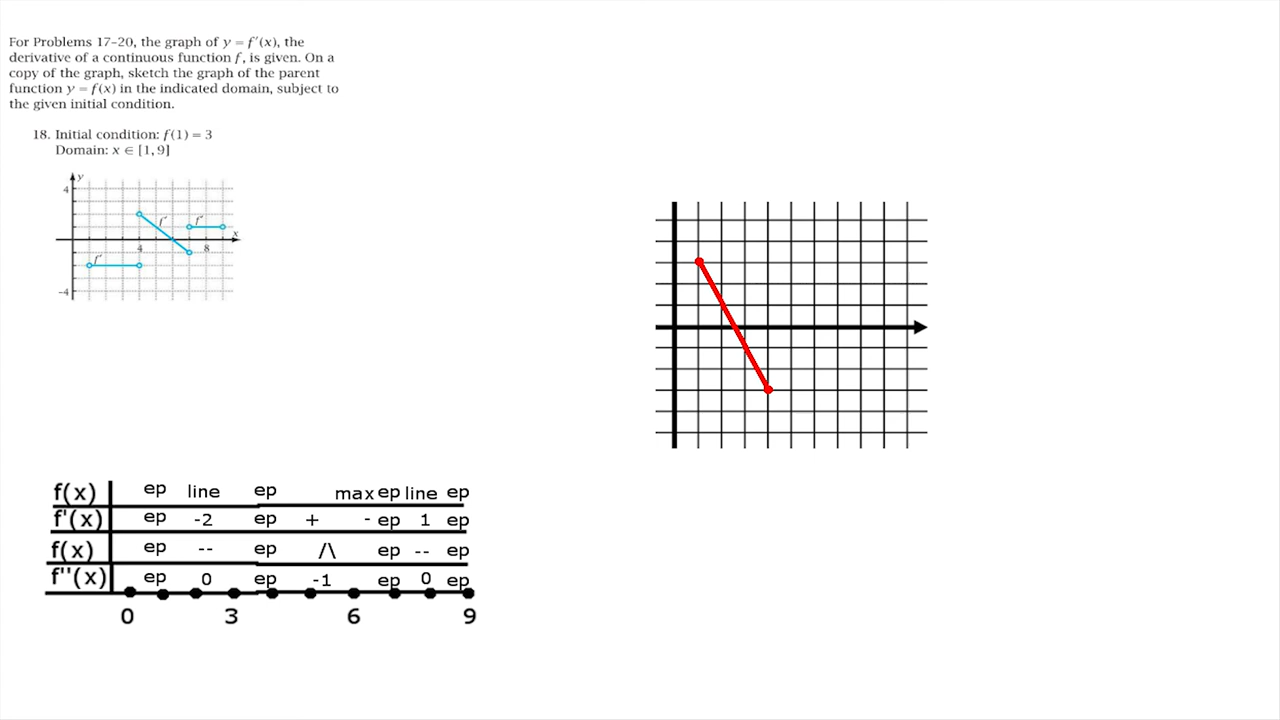 For Problems 17–20, the graph of y = f′(x), the
derivative of a continuous function f, is given. On a
copy of the graph, sketch the graph of the parent
function y = f(x) in the indicated domain, subject to
the given initial condition.
18. Initial condition: f(1) = 3
Domain: x ∈ [1, 9]
y
4
f′ f′
x
4 8
f′
–4
f(x) ep line ep max ep line ep
f'(x) ep -2 ep + - ep 1 ep
f(x) ep -- ep /\ ep -- ep
f''(x) ep 0 ep -1 ep 0 ep
0 3 6 9